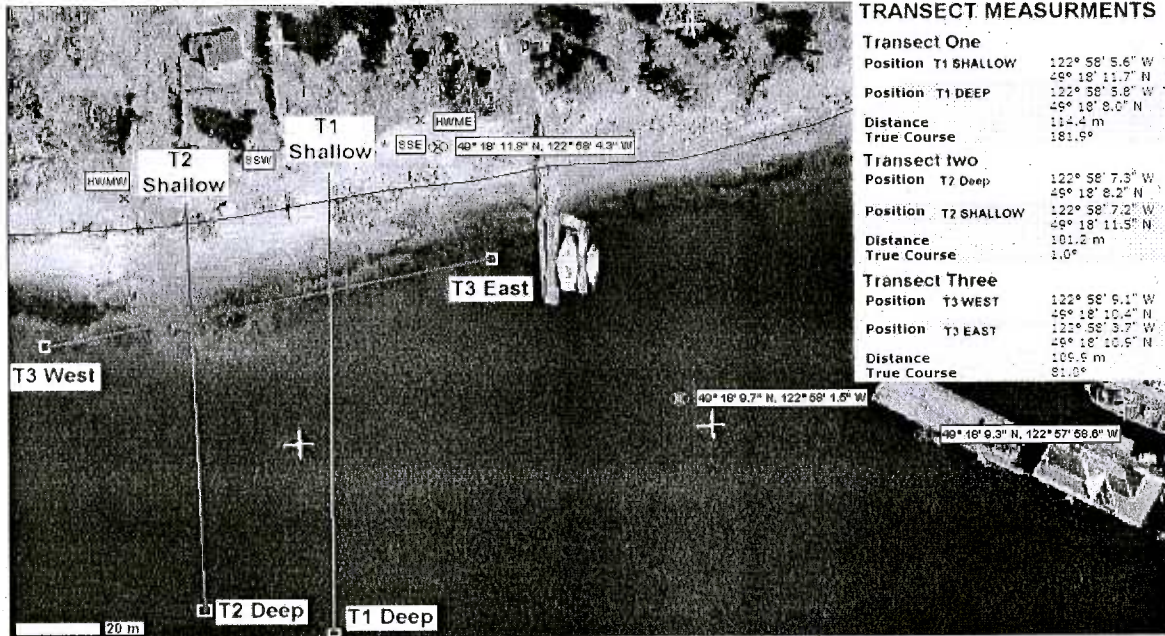 TRANSECT MEASURMENTS
Transect One
Position T1 SHALLOW 122° 58' 5.6" W
49° 18' 11.7" N
Position T1 DEEP 122° 58' 5.8" W
49° 18' 8.0" N
Distance 114.4 m
True Course 181.9°
Transect two
Position T2 Deep 122° 58' 7.3" W
49° 18' 8.2" N
Position T2 SHALLOW 122° 58' 7.2" W
49° 18' 11.5" N
Distance 101.2 m
True Course 1.0°
Transect Three
Position T3 WEST 122° 58' 9.1" W
49° 18' 10.4" N
Position T3 EAST 122° 58' 3.7" W
49° 18' 10.9" N
Distance 109.9 m
True Course 81.0°
HWME
T1
Shallow
SSE
49° 18' 11.8" N, 122° 58' 4.3" W
T2
Shallow
SSW
HWMW
T3 East
T3 West
49° 18' 9.7" N, 122° 58' 1.5" W
49° 18' 9.3" N, 122° 57' 58.6" W
T2 Deep
T1 Deep
20 m